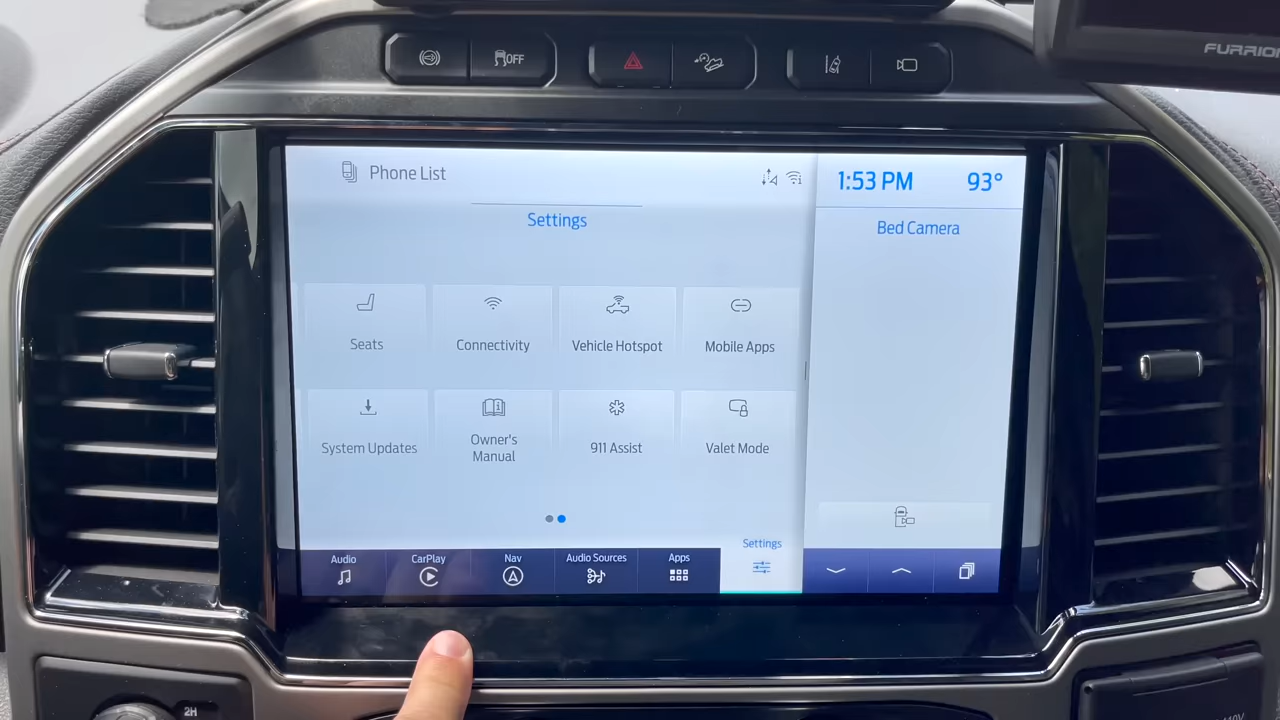 OFF
FURRION
Phone List
1:53 PM
93°
Settings
Bed Camera
Seats
Connectivity
Vehicle Hotspot
Mobile Apps
System Updates
Owner's
Manual
911 Assist
Valet Mode
Audio
CarPlay
Nav
Audio Sources
Apps
Settings
2H
110V